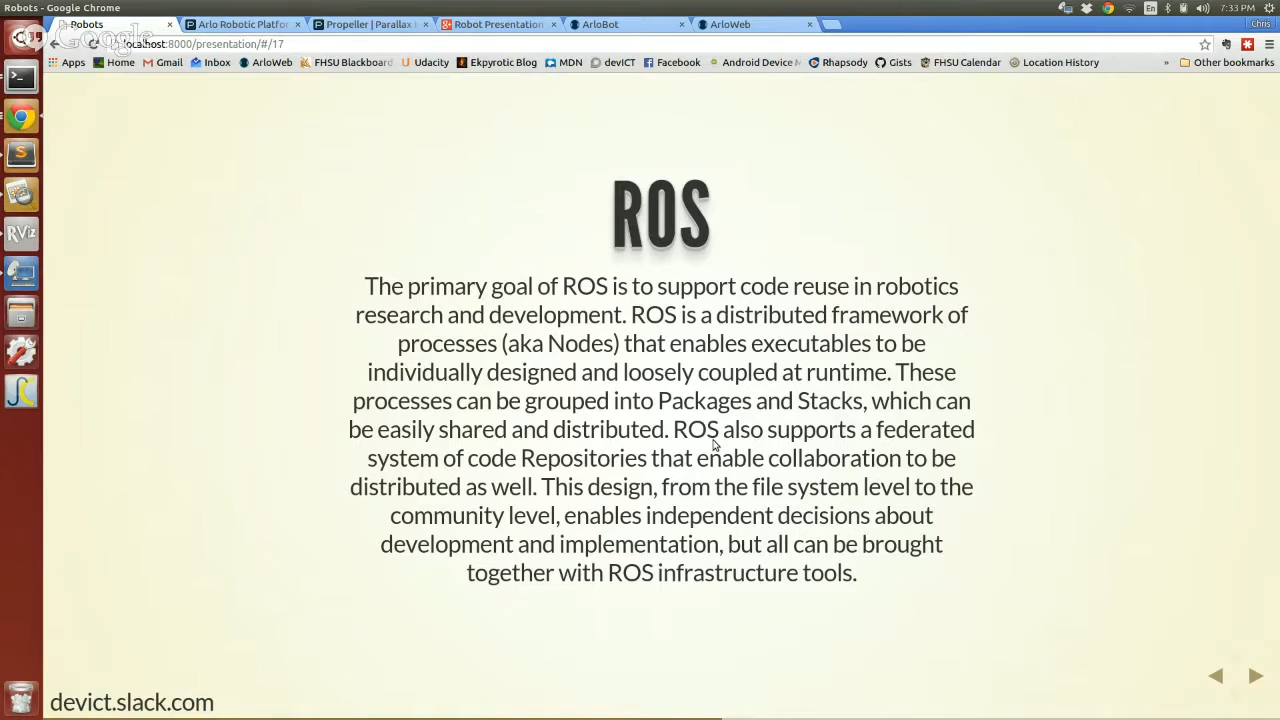 Robots - Google Chrome
En
7:33 PM
Robots
Arlo Robotic Platfor
Propeller | Parallax I
Robot Presentation
ArloBot
ArloWeb
Chris
localhost:8000/presentation/#/17
Google
Apps
Home
Gmail
Inbox
ArloWeb
FHSU Blackboard
Udacity
Ekpyrotic Blog
MDN
devICT
Facebook
Android Device M
Rhapsody
Gists
FHSU Calendar
Location History
»
Other bookmarks
RViz
ROS
The primary goal of ROS is to support code reuse in robotics
research and development. ROS is a distributed framework of
processes (aka Nodes) that enables executables to be
individually designed and loosely coupled at runtime. These
processes can be grouped into Packages and Stacks, which can
be easily shared and distributed. ROS also supports a federated
system of code Repositories that enable collaboration to be
distributed as well. This design, from the file system level to the
community level, enables independent decisions about
development and implementation, but all can be brought
together with ROS infrastructure tools.
devict.slack.com